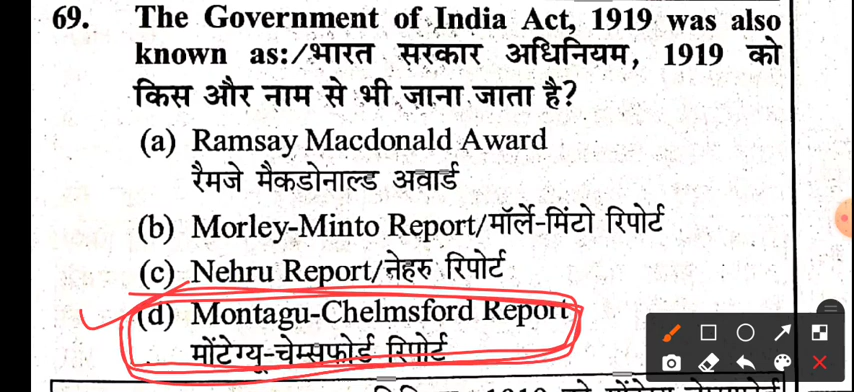 69. The Government of India Act, 1919 was also
known as:/भारत सरकार अधिनियम, 1919 को
किस और नाम से भी जाना जाता है?
(a) Ramsay Macdonald Award
रैमजे मैकडोनाल्ड अवार्ड
(b) Morley-Minto Report/मॉर्ले-मिंटो रिपोर्ट
(c) Nehru Report/नेहरु रिपोर्ट
(d) Montagu-Chelmsford Report
मोंटेग्यू-चेम्सफोर्ड रिपोर्ट